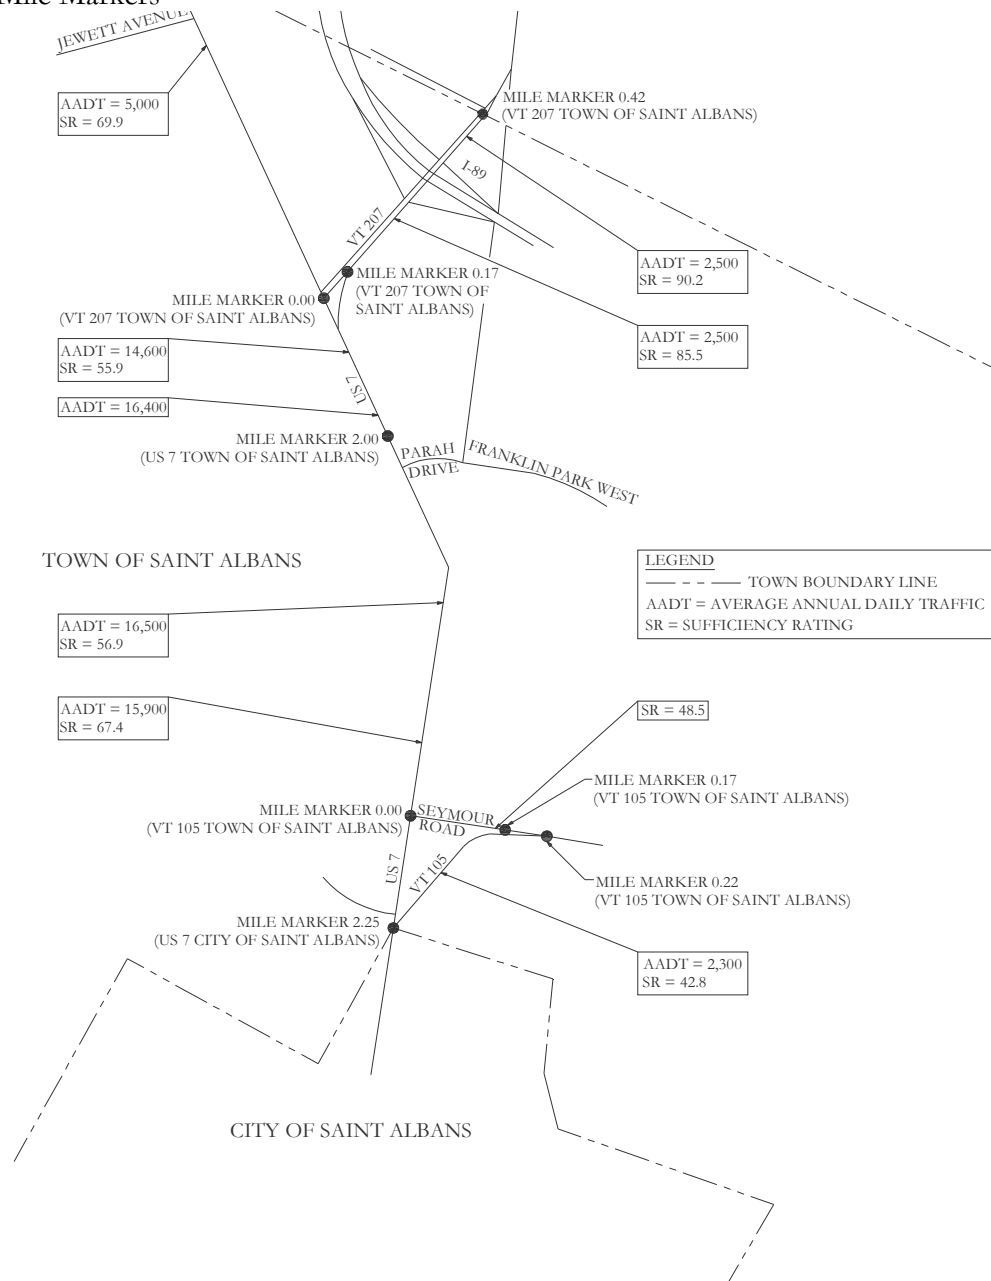 Mile Markers
JEWETT AVENUE
AADT = 5,000
SR = 69.9
MILE MARKER 0.42
(VT 207 TOWN OF SAINT ALBANS)
I-89
VT 207
AADT = 2,500
SR = 90.2
MILE MARKER 0.17
(VT 207 TOWN OF
SAINT ALBANS)
MILE MARKER 0.00
(VT 207 TOWN OF SAINT ALBANS)
AADT = 2,500
SR = 85.5
AADT = 14,600
SR = 55.9
US 7
AADT = 16,400
MILE MARKER 2.00
(US 7 TOWN OF SAINT ALBANS)
PARAH
DRIVE
FRANKLIN PARK WEST
TOWN OF SAINT ALBANS
LEGEND
TOWN BOUNDARY LINE
AADT = AVERAGE ANNUAL DAILY TRAFFIC
SR = SUFFICIENCY RATING
AADT = 16,500
SR = 56.9
AADT = 15,900
SR = 67.4
SR = 48.5
MILE MARKER 0.17
(VT 105 TOWN OF SAINT ALBANS)
MILE MARKER 0.00
(VT 105 TOWN OF SAINT ALBANS)
SEYMOUR
ROAD
US 7
VT 105
MILE MARKER 0.22
(VT 105 TOWN OF SAINT ALBANS)
MILE MARKER 2.25
(US 7 CITY OF SAINT ALBANS)
AADT = 2,300
SR = 42.8
CITY OF SAINT ALBANS